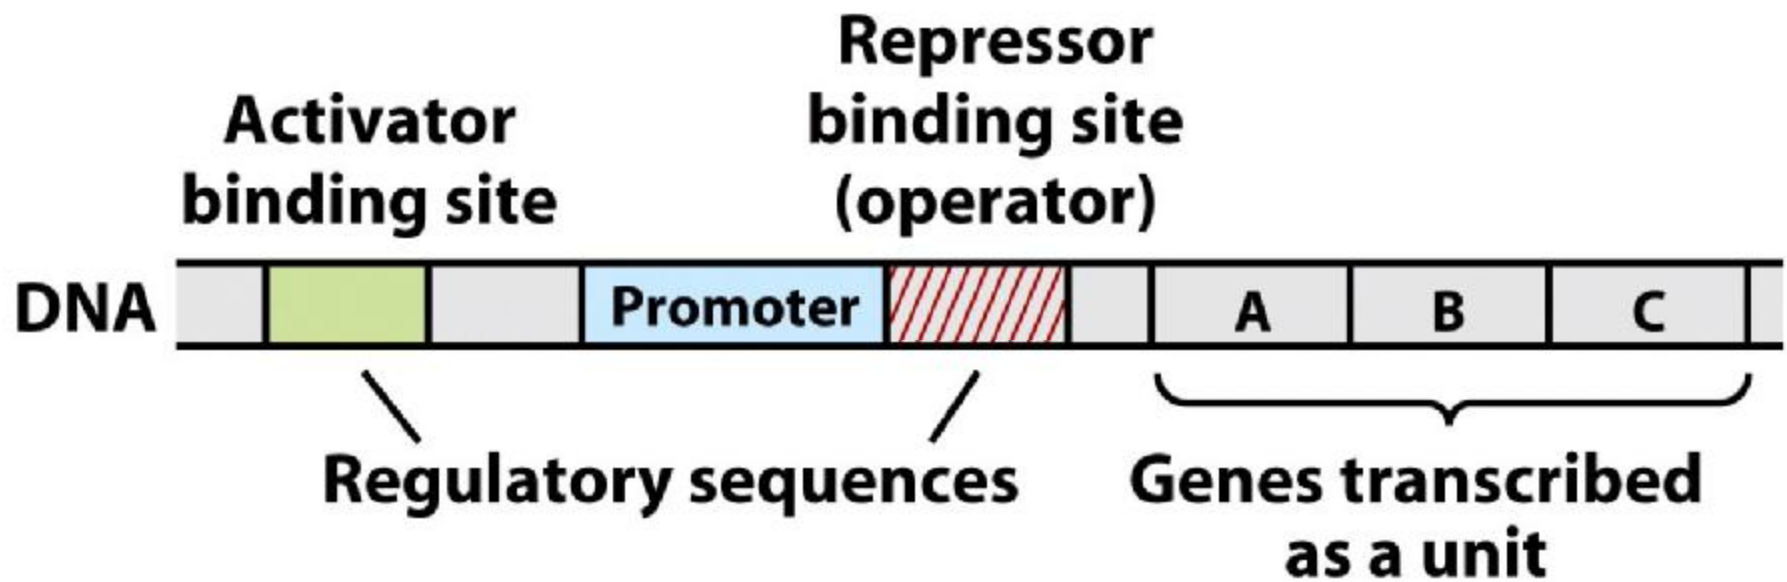 Activator
binding site
Repressor
binding site
(operator)
DNA
Promoter
A
B
C
Regulatory sequences
Genes transcribed
as a unit